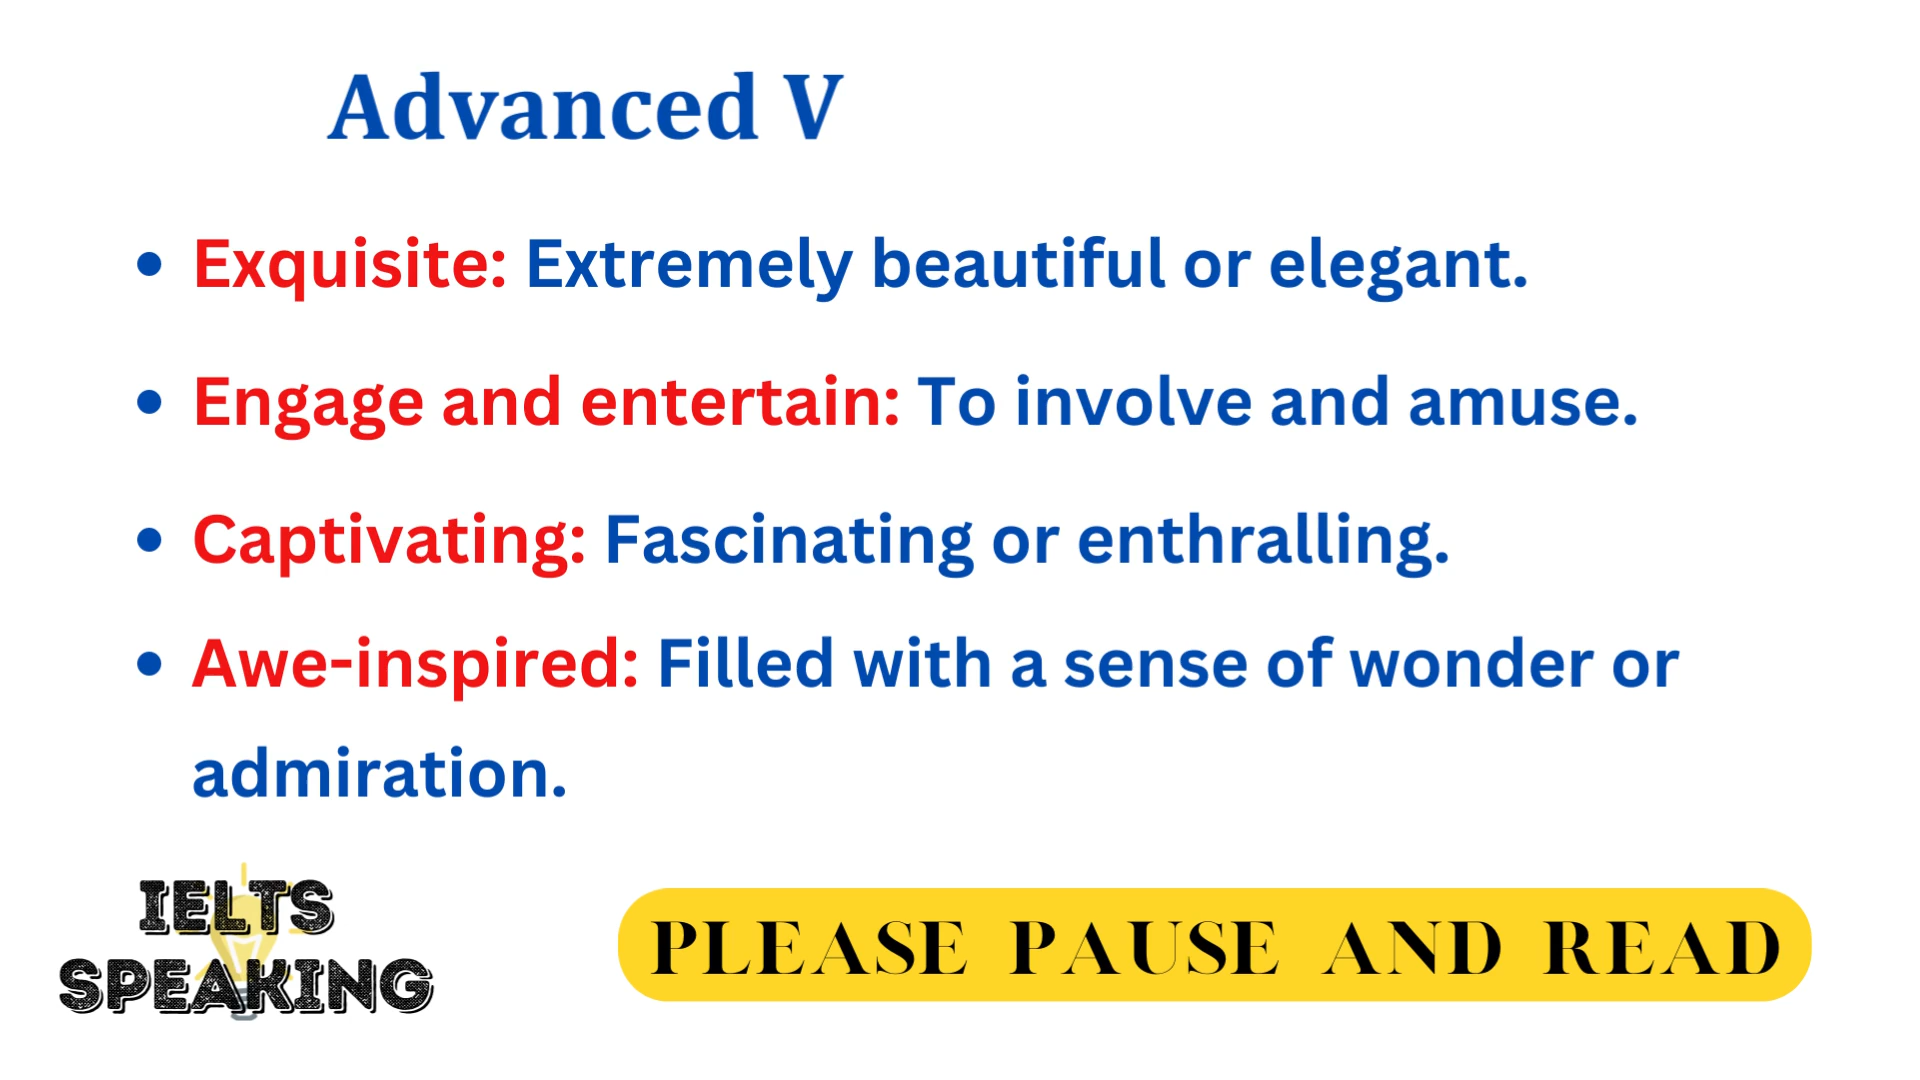 Advanced V
• Exquisite: Extremely beautiful or elegant.
• Engage and entertain: To involve and amuse.
• Captivating: Fascinating or enthralling.
• Awe-inspired: Filled with a sense of wonder or
admiration.
IELTS
SPEAKING
PLEASE PAUSE AND READ